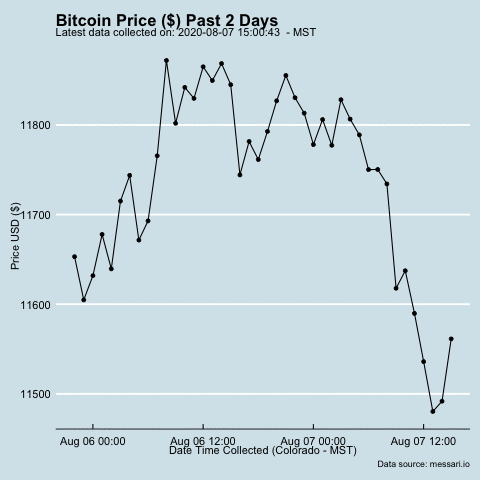 Bitcoin Price ($) Past 2 Days
Latest data collected on: 2020-08-07 15:00:43  - MST
Price USD ($)
11800
11700
11600
11500
Aug 06 00:00
Aug 06 12:00
Aug 07 00:00
Aug 07 12:00
Date Time Collected (Colorado - MST)
Data source: messari.io